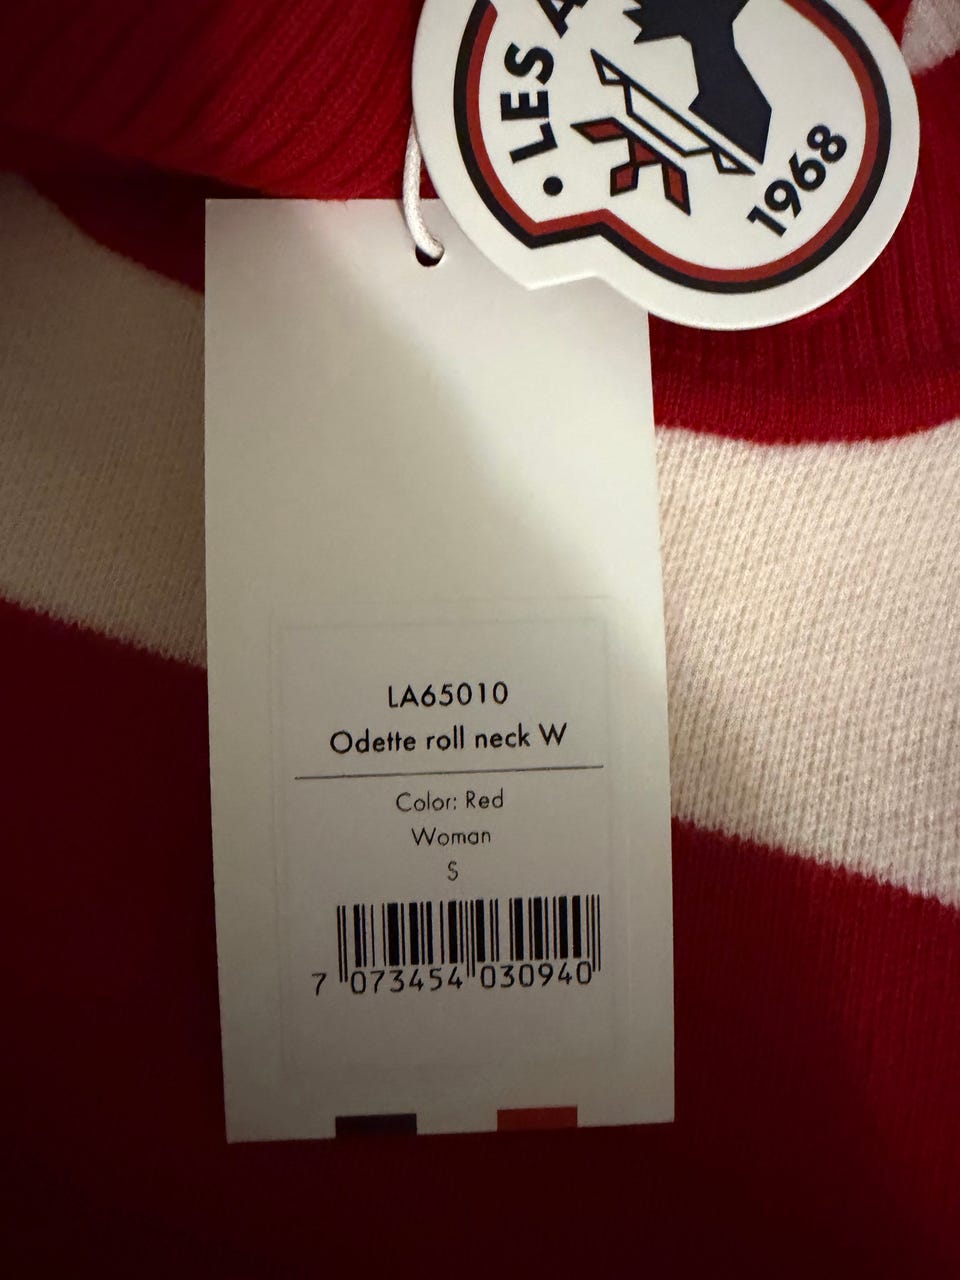 LES
1968
LA65010
Odette roll neck W
Color: Red
Woman
S
7 073454 030940